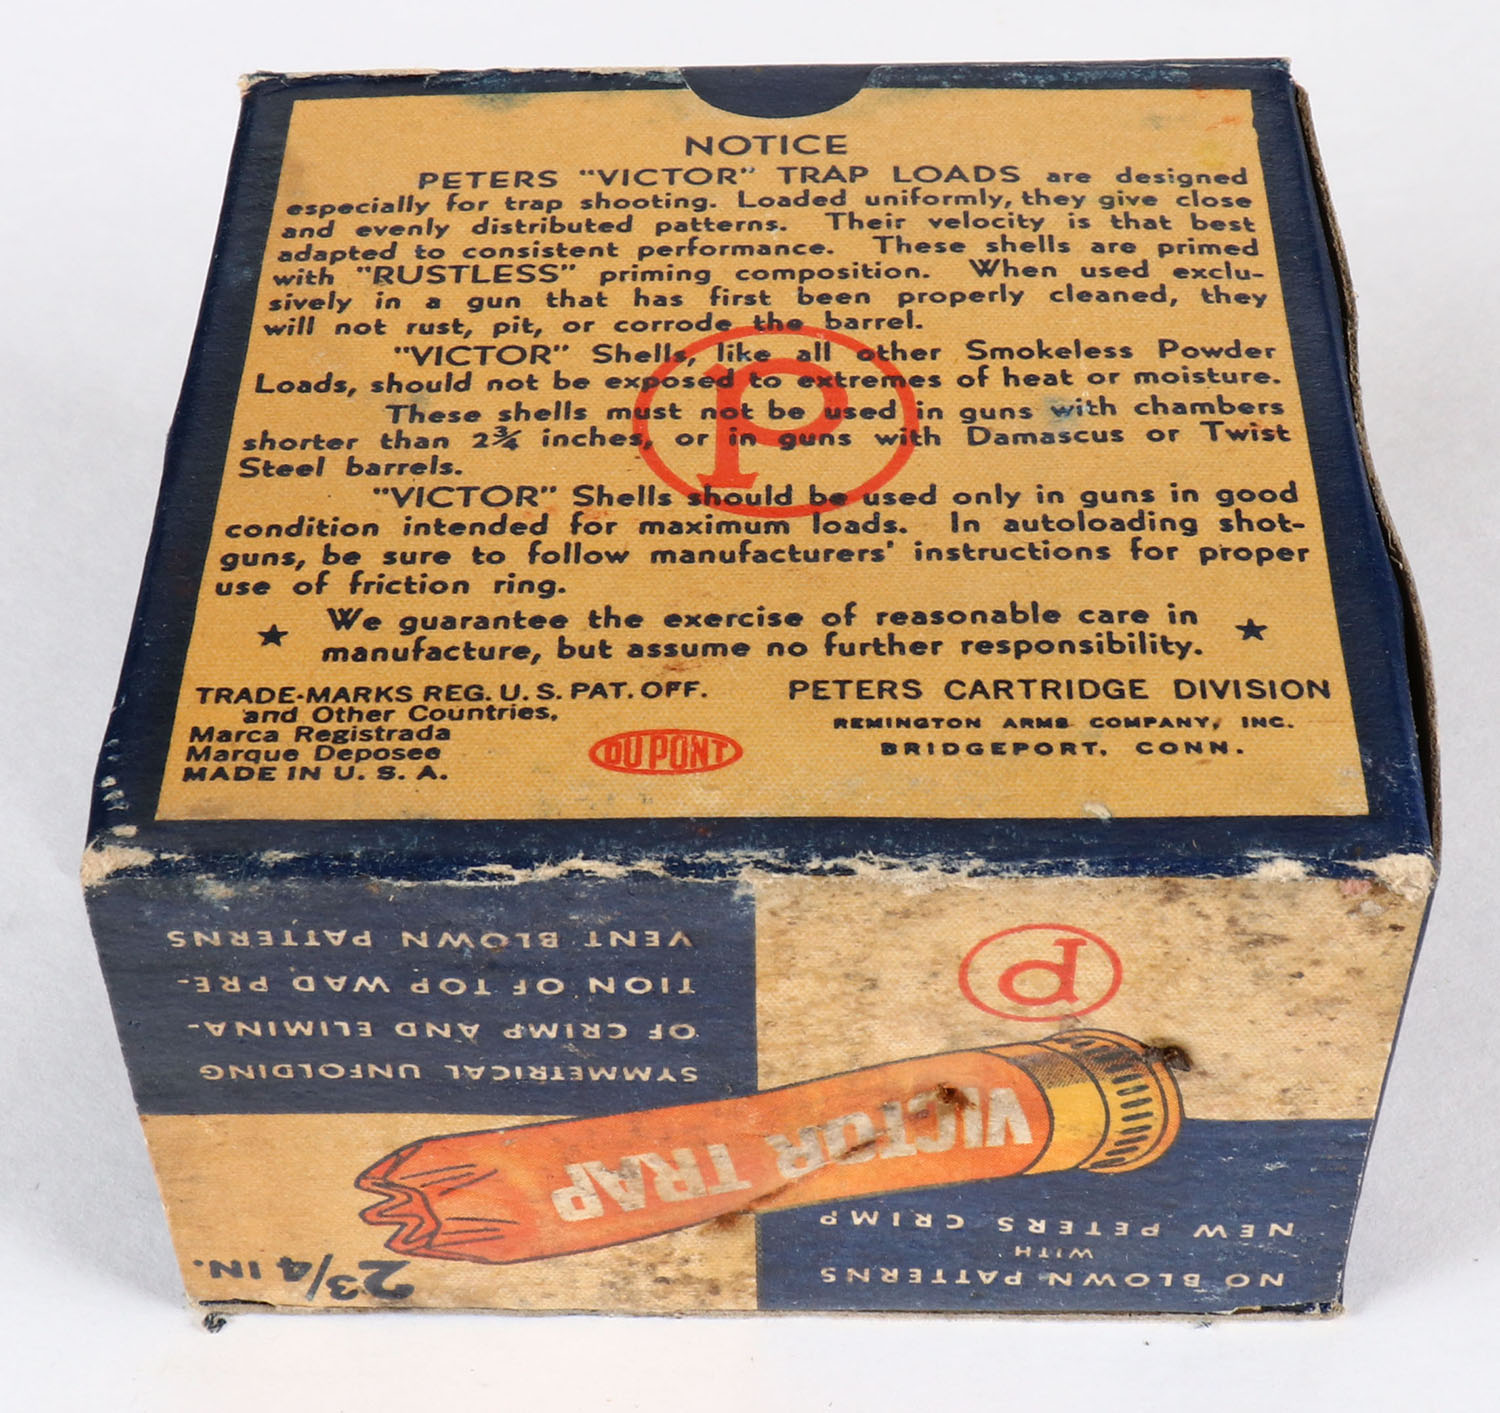 NOTICE
PETERS "VICTOR" TRAP LOADS are designed
especially for trap shooting. Loaded uniformly, they give close
and evenly distributed patterns. Their velocity is that best
adapted to consistent performance. These shells are primed
with "RUSTLESS" priming composition. When used exclu-
sively in a gun that has first been properly cleaned, they
will not rust, pit, or corrode the barrel.
"VICTOR" Shells, like all other Smokeless Powder
Loads, should not be exposed to extremes of heat or moisture.
These shells must not be used in guns with chambers
shorter than 2¾ inches, or in guns with Damascus or Twist
Steel barrels.
"VICTOR" Shells should be used only in guns in good
condition intended for maximum loads. In autoloading shot-
guns, be sure to follow manufacturers' instructions for proper
use of friction ring.
We guarantee the exercise of reasonable care in
manufacture, but assume no further responsibility.
TRADE-MARKS REG. U. S. PAT. OFF.
and Other Countries,
Marca Registrada
Marque Deposee
MADE IN U. S. A.
DU PONT
PETERS CARTRIDGE DIVISION
REMINGTON ARMS COMPANY, INC.
BRIDGEPORT, CONN.
P
NO BLOWN PATTERNS
WITH
NEW PETERS CRIMP
2 3/4 IN.
VICTOR TRAP
P
SYMMETRICAL UNFOLDING
OF CRIMP AND ELIMINA-
TION OF TOP WAD PRE-
VENT BLOWN PATTERNS